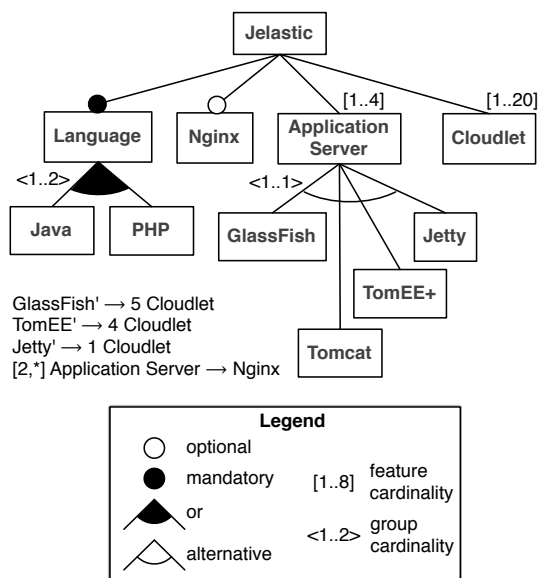 Jelastic
[1..4]
[1..20]
Language
Nginx
Application
Server
Cloudlet
<1..2>
<1..1>
Java
PHP
GlassFish
Jetty
TomEE+
Tomcat
GlassFish' → 5 Cloudlet
TomEE' → 4 Cloudlet
Jetty' → 1 Cloudlet
[2,*] Application Server → Nginx
Legend
optional
mandatory
or
alternative
[1..8] feature
cardinality
<1..2> group
cardinality